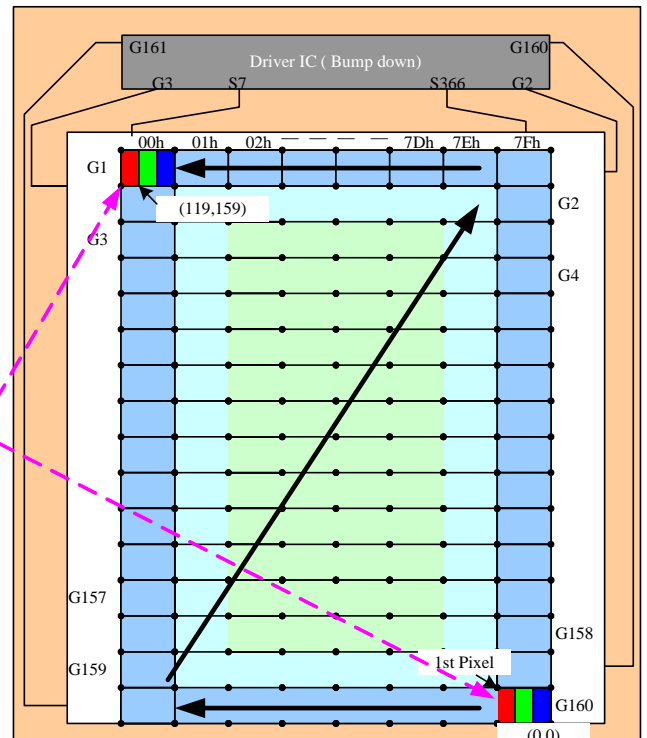 G161
G160
Driver IC ( Bump down)
G3
S7
S366
G2
00h
01h
02h
7Dh
7Eh
7Fh
G1
(119,159)
G2
G3
G4
G157
G158
1st Pixel
G159
G160
(0,0)